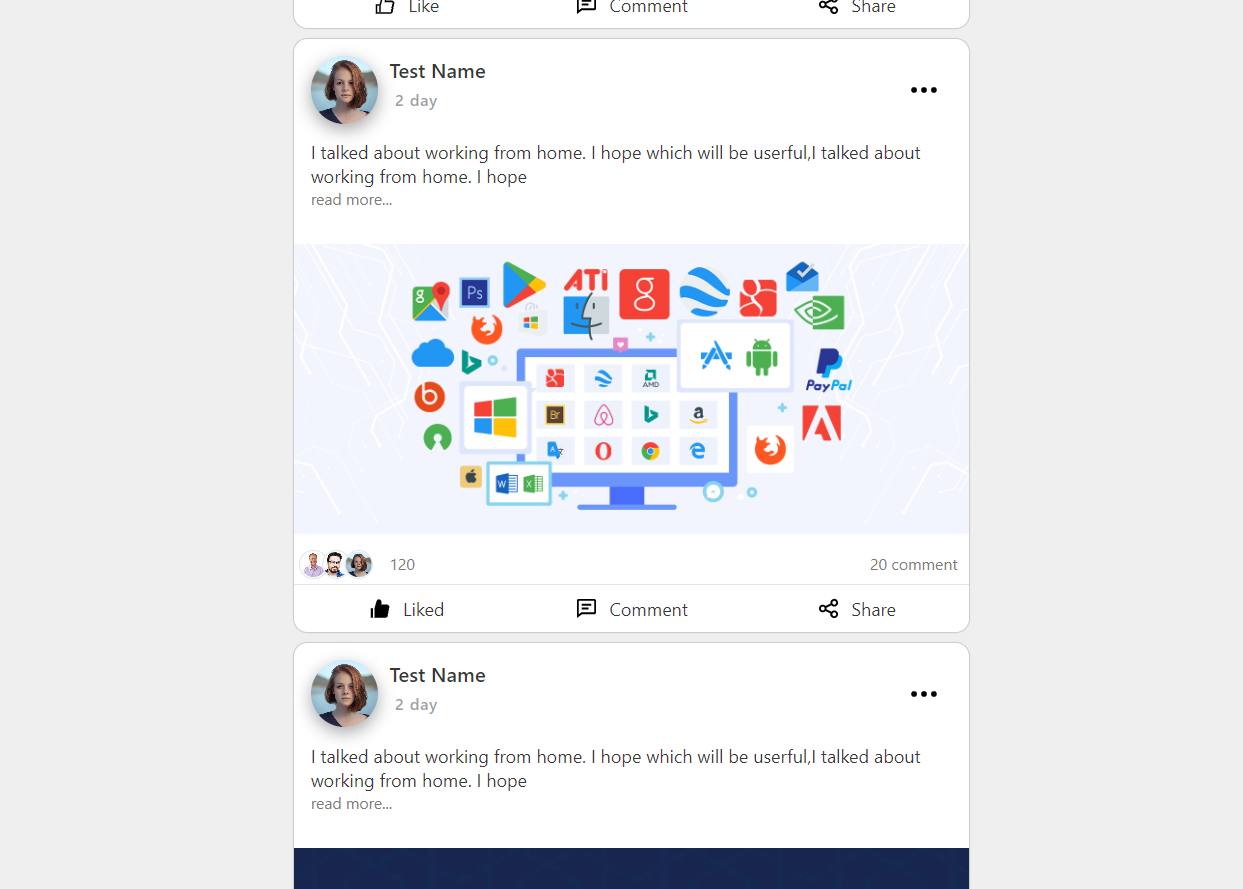 Like Comment Share
Test Name
2 day
I talked about working from home. I hope which will be userful,I talked about
working from home. I hope
read more...
ATI
g Ps g
PayPal
AMD
Br a
W X
120 20 comment
Liked Comment Share
Test Name
2 day
I talked about working from home. I hope which will be userful,I talked about
working from home. I hope
read more...